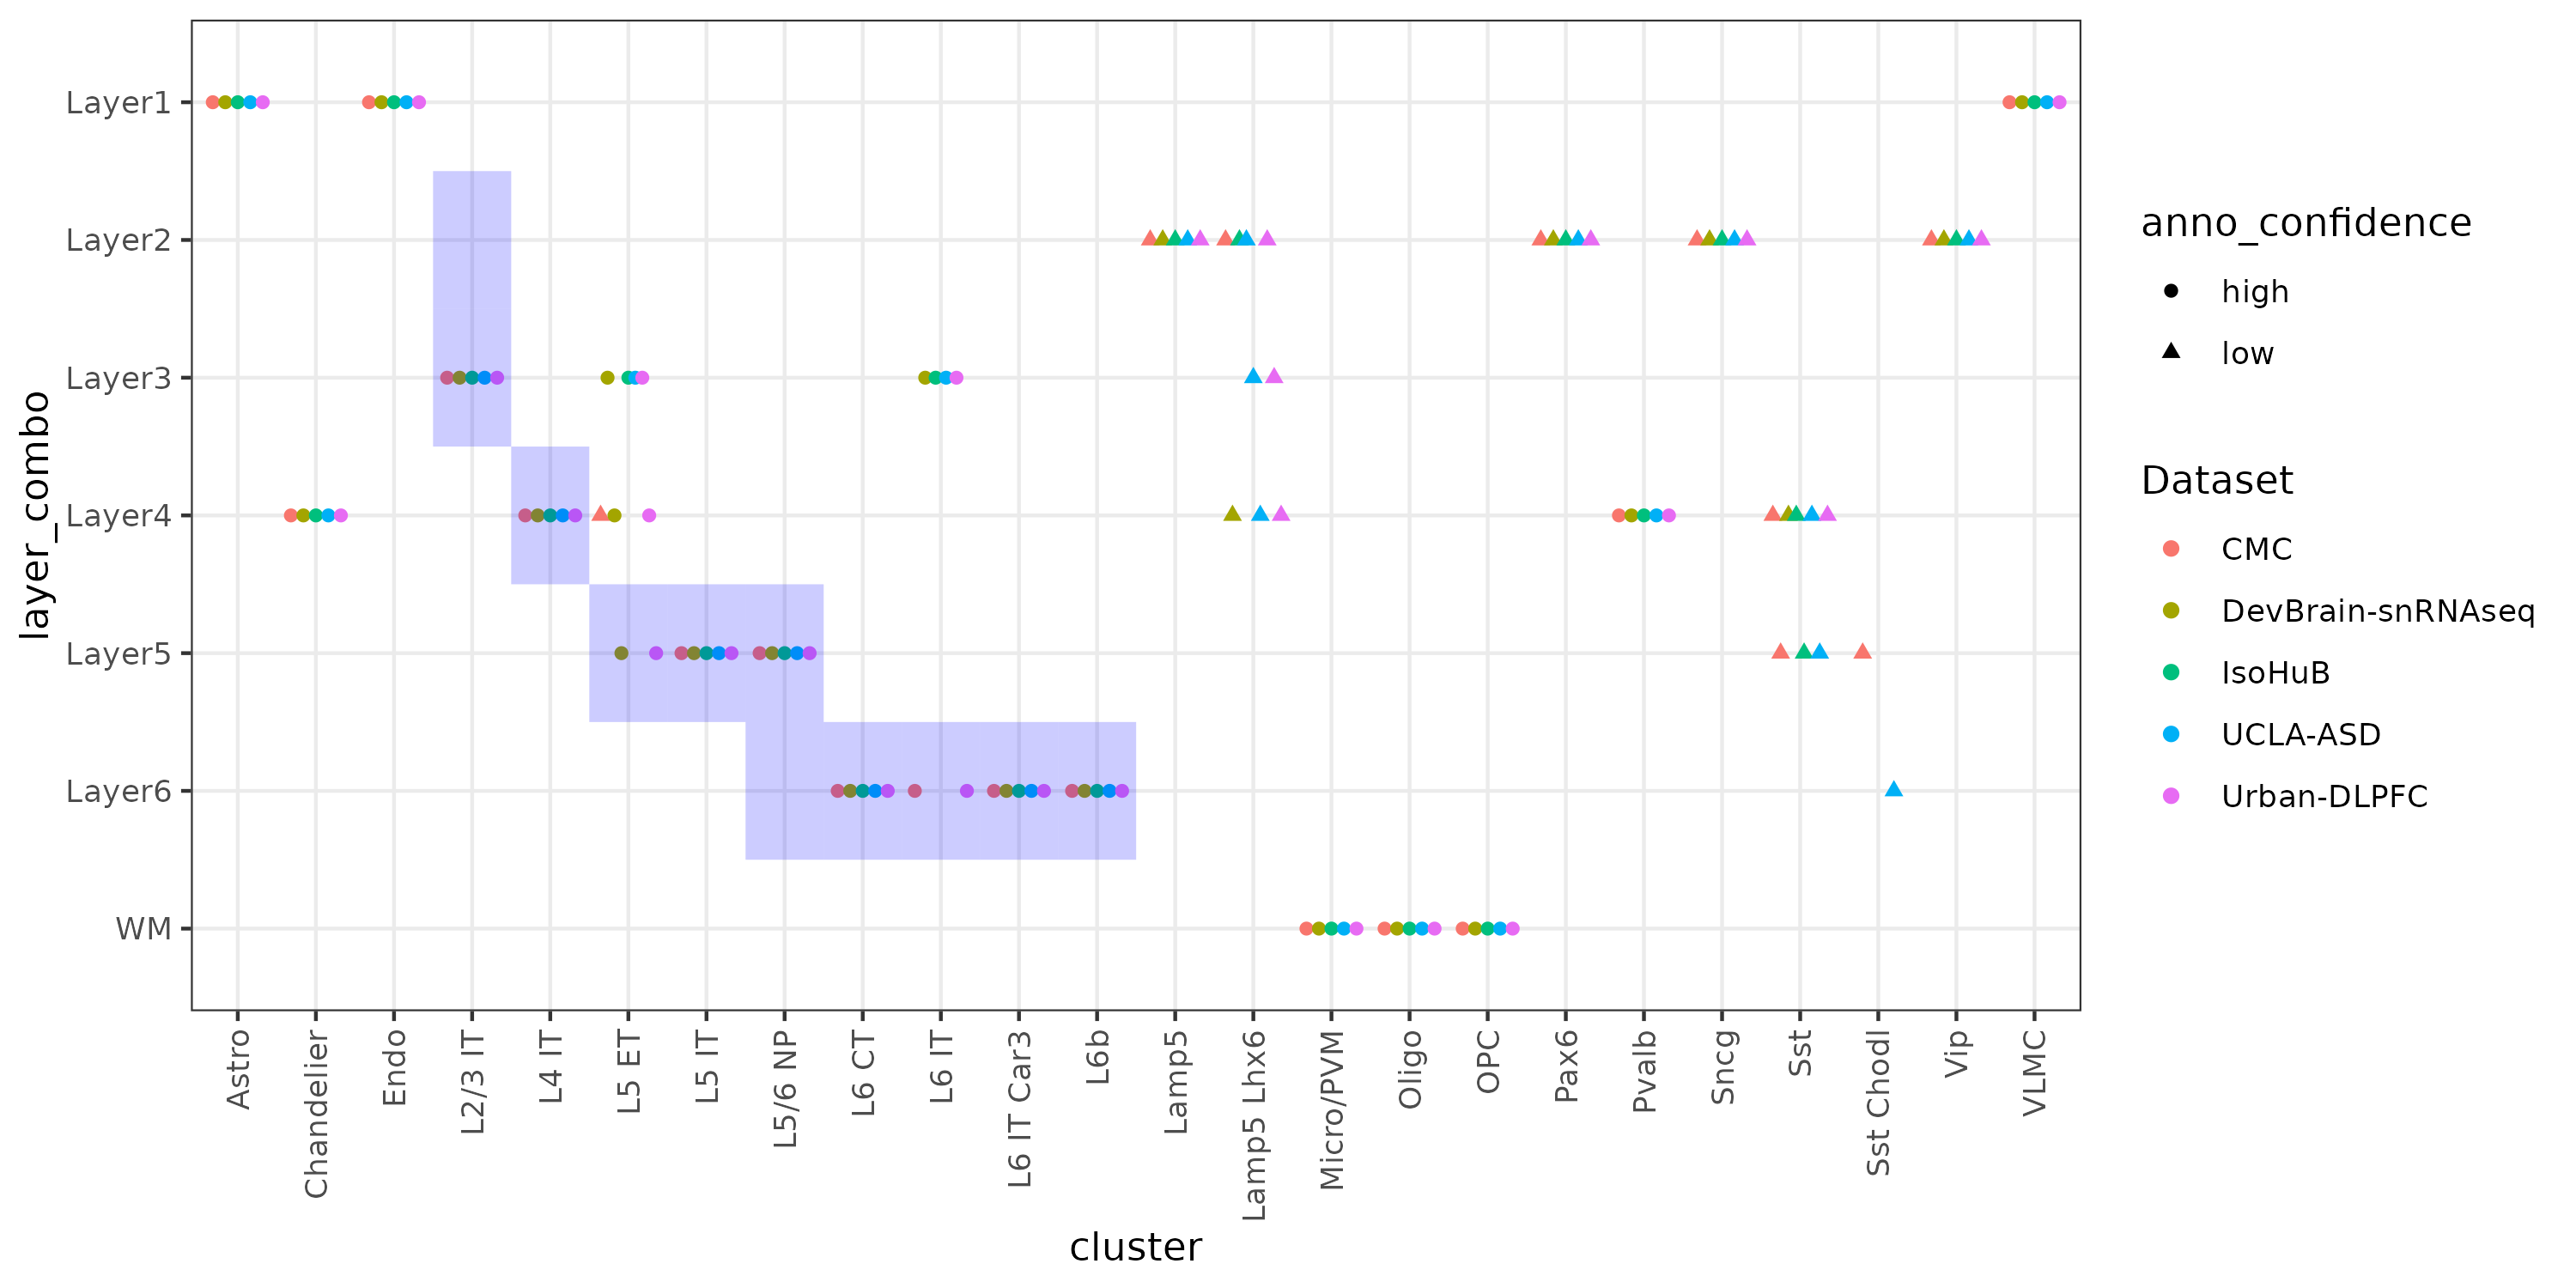 layer_combo
Layer1
Layer2
Layer3
Layer4
Layer5
Layer6
WM
Astro
Chandelier
Endo
L2/3 IT
L4 IT
L5 ET
L5 IT
L5/6 NP
L6 CT
L6 IT
L6 IT Car3
L6b
Lamp5
Lamp5 Lhx6
Micro/PVM
Oligo
OPC
Pax6
Pvalb
Sncg
Sst
Sst Chodl
Vip
VLMC
cluster
anno_confidence
high
low
Dataset
CMC
DevBrain-snRNAseq
IsoHuB
UCLA-ASD
Urban-DLPFC